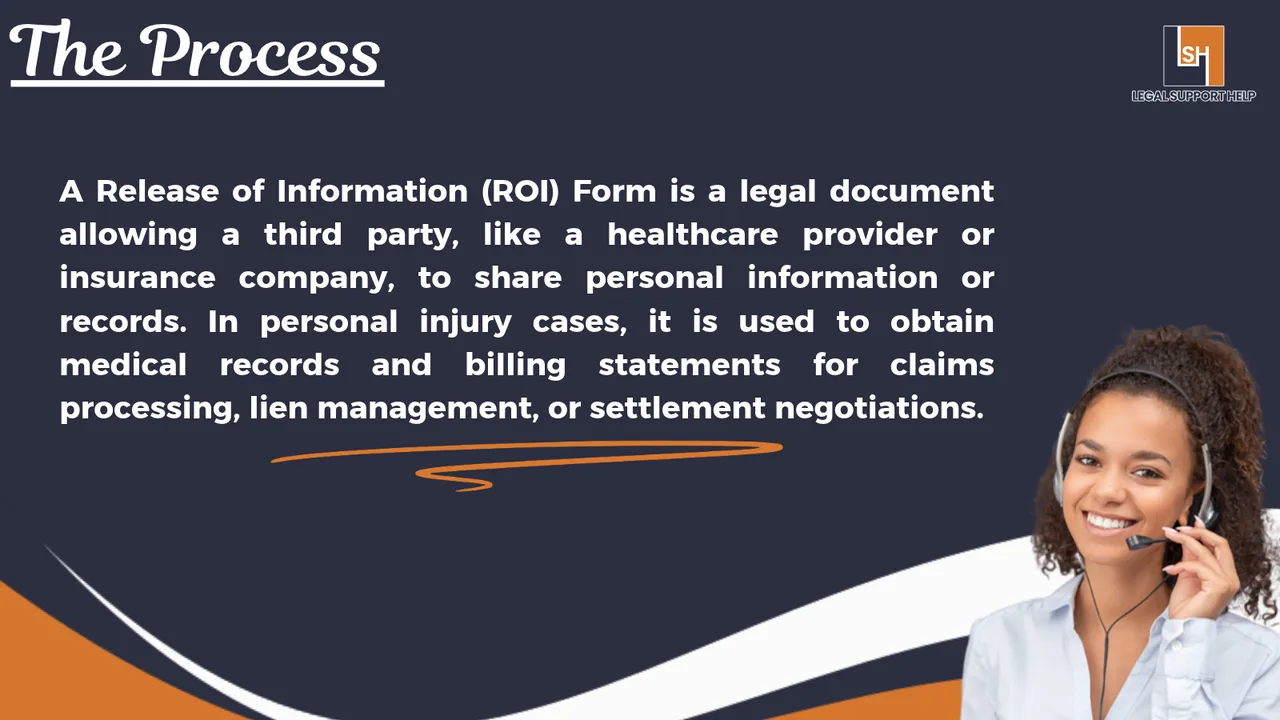 The Process
SH
LEGAL SUPPORT HELP
A Release of Information (ROI) Form is a legal document
allowing a third party, like a healthcare provider or
insurance company, to share personal information or
records. In personal injury cases, it is used to obtain
medical records and billing statements for claims
processing, lien management, or settlement negotiations.